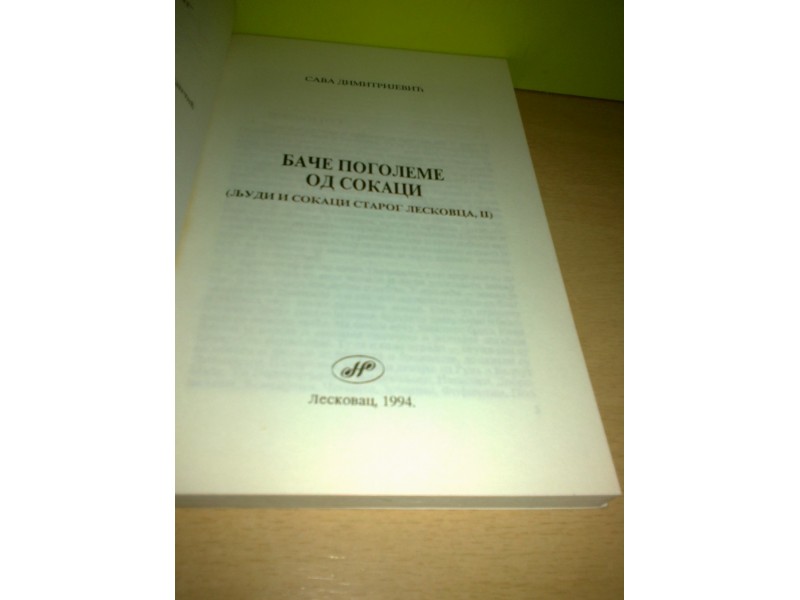 САВА ДИМИТРИЈЕВИЋ
БАЧЕ ПОГОЛЕМЕ
ОД СОКАЦИ
(ЉУДИ И СОКАЦИ СТАРОГ ЛЕСКОВЦА, II)
Лесковац, 1994.